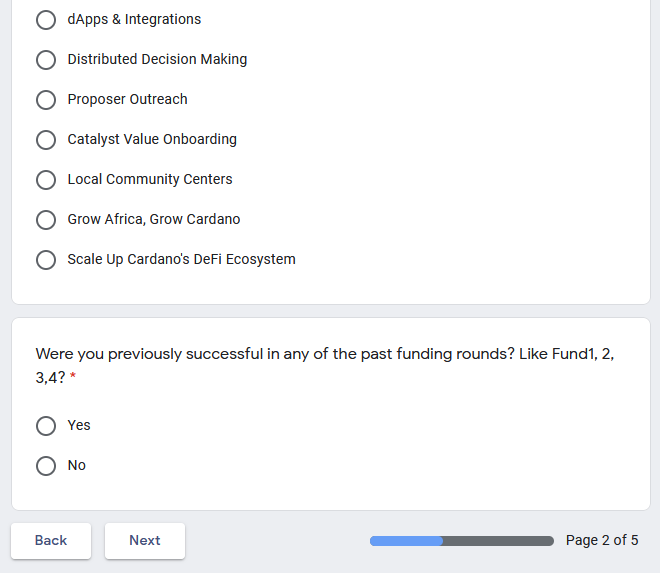 dApps & Integrations
Distributed Decision Making
Proposer Outreach
Catalyst Value Onboarding
Local Community Centers
Grow Africa, Grow Cardano
Scale Up Cardano's DeFi Ecosystem
Were you previously successful in any of the past funding rounds? Like Fund1, 2,
3,4? *
Yes
No
Back Next Page 2 of 5